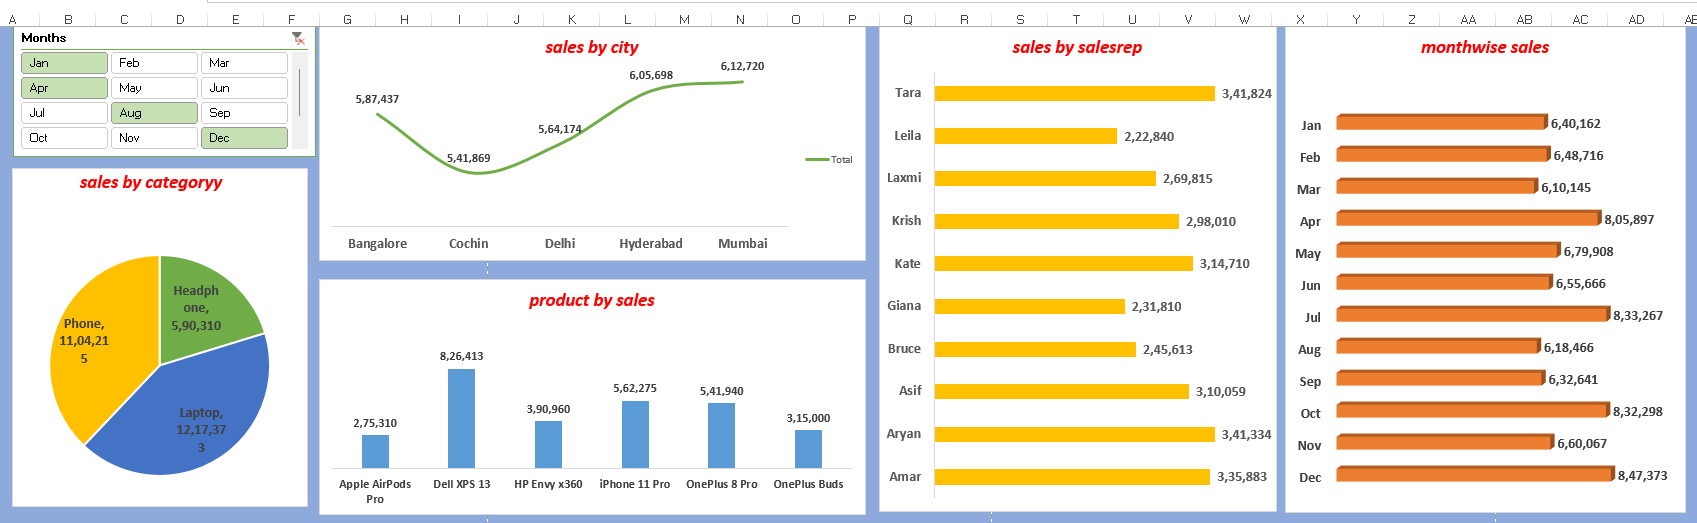 A B C D E F G H I J K L M N O P Q R S T U V W X Y Z AA AB AC AD AE
Months
Jan Feb Mar
Apr May Jun
Jul Aug Sep
Oct Nov Dec
sales by categoryy
Headph
one,
5,90,310
Phone,
11,04,21
5
Laptop,
12,17,37
3
sales by city
5,87,437
5,41,869
5,64,174
6,05,698
6,12,720
Total
Bangalore Cochin Delhi Hyderabad Mumbai
product by sales
2,75,310
8,26,413
3,90,960
5,62,275
5,41,940
3,15,000
Apple AirPods
Pro
Dell XPS 13
HP Envy x360
iPhone 11 Pro
OnePlus 8 Pro
OnePlus Buds
sales by salesrep
Tara 3,41,824
Leila 2,22,840
Laxmi 2,69,815
Krish 2,98,010
Kate 3,14,710
Giana 2,31,810
Bruce 2,45,613
Asif 3,10,059
Aryan 3,41,334
Amar 3,35,883
monthwise sales
Jan 6,40,162
Feb 6,48,716
Mar 6,10,145
Apr 8,05,897
May 6,79,908
Jun 6,55,666
Jul 8,33,267
Aug 6,18,466
Sep 6,32,641
Oct 8,32,298
Nov 6,60,067
Dec 8,47,373